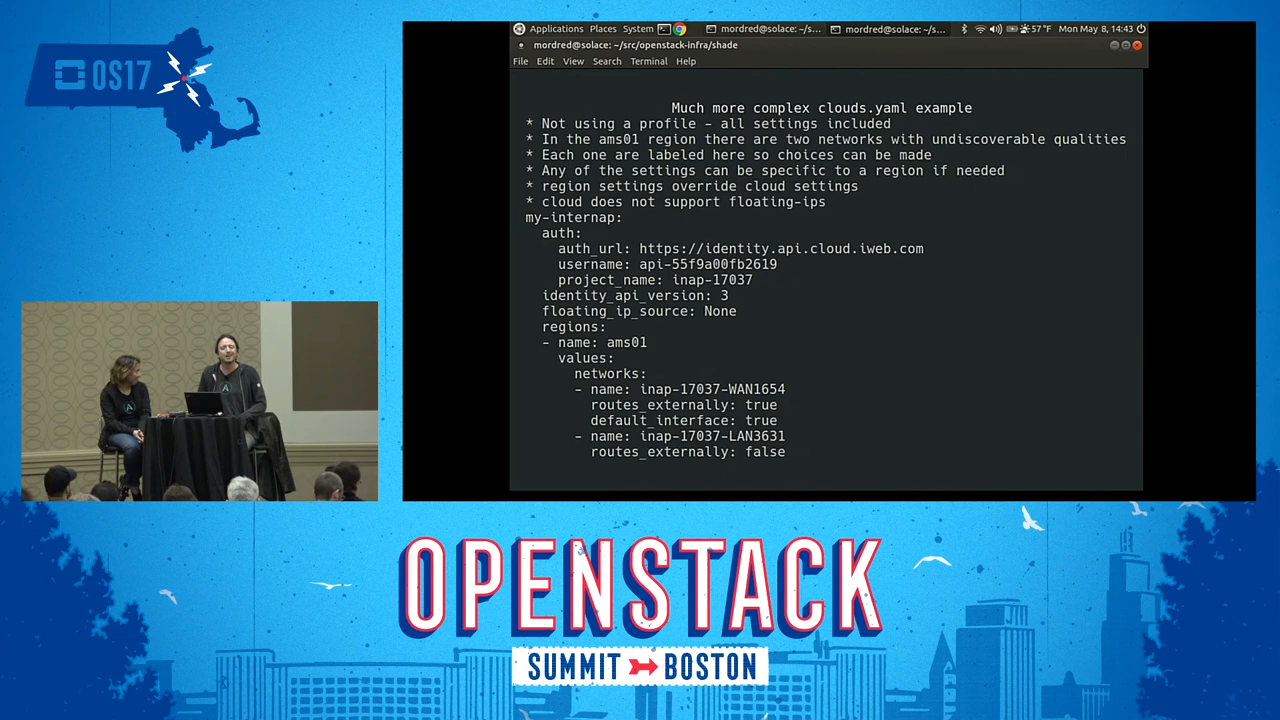 OS17
Applications Places System mordred@solace: ~/s... mordred@solace: ~/s... 57 °F Mon May 8, 14:43
mordred@solace: ~/src/openstack-infra/shade
File Edit View Search Terminal Help
Much more complex clouds.yaml example
* Not using a profile - all settings included
* In the ams01 region there are two networks with undiscoverable qualities
* Each one are labeled here so choices can be made
* Any of the settings can be specific to a region if needed
* region settings override cloud settings
* cloud does not support floating-ips
my-internap:
auth:
auth_url: https://identity.api.cloud.iweb.com
username: api-55f9a00fb2619
project_name: inap-17037
identity_api_version: 3
floating_ip_source: None
regions:
- name: ams01
values:
networks:
- name: inap-17037-WAN1654
routes_externally: true
default_interface: true
- name: inap-17037-LAN3631
routes_externally: false
OPENSTACK
SUMMIT BOSTON